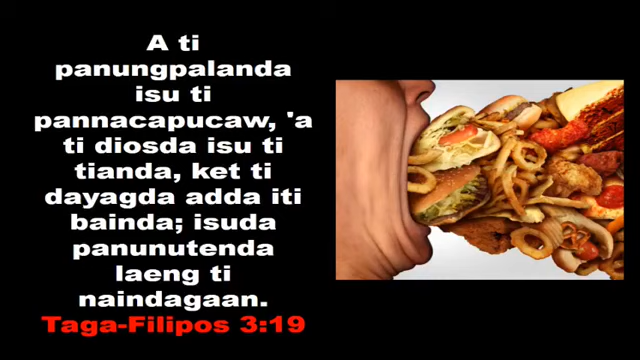 A ti
panungpalanda
isu ti
pannacapucaw, 'a
ti diosda isu ti
tianda, ket ti
dayagda adda iti
bainda; isuda
panunutenda
laeng ti
naindagaan.
Taga-Filipos 3:19